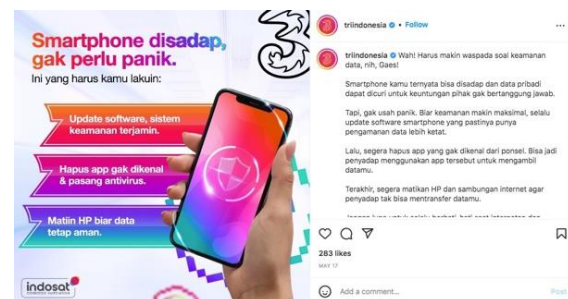 Smartphone disadap,
gak perlu panik.
Ini yang harus kamu lakuin:
Update software, sistem
keamanan terjamin.
Hapus app gak dikenal
& pasang antivirus.
Matiin HP biar data
tetap aman.
indosat
3
triindonesia • Follow
triindonesia Wah! Harus makin waspada soal keamanan
data, nih, Gaes!
Smartphone kamu ternyata bisa disadap dan data pribadi
dapat dicuri untuk keuntungan pihak gak bertanggung jawab.
Tapi, gak usah panik. Biar keamanan makin maksimal, selalu
update software smartphone yang pastinya punya
pengamanan data lebih ketat.
Lalu, segera hapus app yang gak dikenal dari ponsel. Bisa jadi
penyadap menggunakan app tersebut untuk mengambil
datamu.
Terakhir, segera matikan HP dan sambungan internet agar
penyadap tak bisa mentransfer datamu.
283 likes
MAY 17
Add a comment...
Post